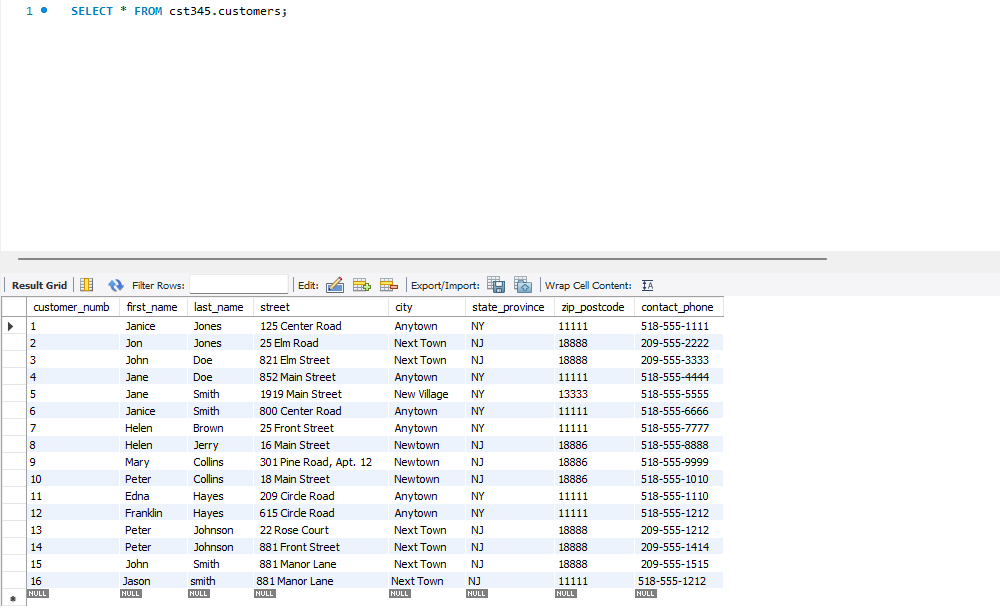 1 SELECT * FROM cst345.customers;
Result Grid Filter Rows: Edit: Export/Import: Wrap Cell Content: IA
customer_numb first_name last_name street city state_province zip_postcode contact_phone
1 Janice Jones 125 Center Road Anytown NY 11111 518-555-1111
2 Jon Jones 25 Elm Road Next Town NJ 18888 209-555-2222
3 John Doe 821 Elm Street Next Town NJ 18888 209-555-3333
4 Jane Doe 852 Main Street Anytown NY 11111 518-555-4444
5 Jane Smith 1919 Main Street New Village NY 13333 518-555-5555
6 Janice Smith 800 Center Road Anytown NY 11111 518-555-6666
7 Helen Brown 25 Front Street Anytown NY 11111 518-555-7777
8 Helen Jerry 16 Main Street Newtown NJ 18886 518-555-8888
9 Mary Collins 301 Pine Road, Apt. 12 Newtown NJ 18886 518-555-9999
10 Peter Collins 18 Main Street Newtown NJ 18886 518-555-1010
11 Edna Hayes 209 Circle Road Anytown NY 11111 518-555-1110
12 Franklin Hayes 615 Circle Road Anytown NY 11111 518-555-1212
13 Peter Johnson 22 Rose Court Next Town NJ 18888 209-555-1212
14 Peter Johnson 881 Front Street Next Town NJ 18888 209-555-1414
15 John Smith 881 Manor Lane Next Town NJ 18888 209-555-1515
16 Jason smith 881 Manor Lane Next Town NJ 11111 518-555-1212
NULL NULL NULL NULL NULL NULL NULL NULL